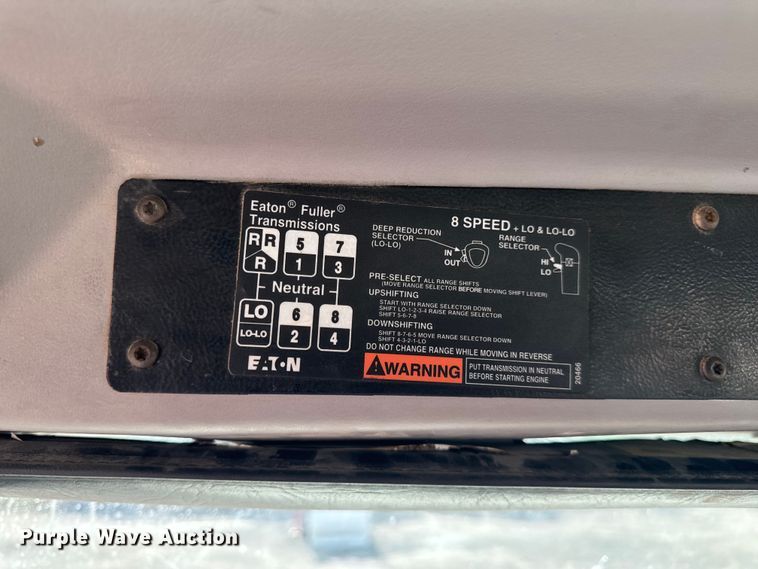 Eaton® Fuller®
Transmissions
R R 5 7
R 1 3
Neutral
LO 6 8
LO-LO 2 4
EATON
8 SPEED + LO & LO-LO
DEEP REDUCTION
SELECTOR
(LO-LO)
IN
OUT
RANGE
SELECTOR
HI
LO
PRE-SELECT ALL RANGE SHIFTS
(MOVE RANGE SELECTOR BEFORE MOVING SHIFT LEVER)
UPSHIFTING
START WITH RANGE SELECTOR DOWN
SHIFT LO-1-2-3-4 RAISE RANGE SELECTOR
SHIFT 5-6-7-8
DOWNSHIFTING
SHIFT 8-7-6-5 MOVE RANGE SELECTOR DOWN
SHIFT 4-3-2-1-LO
DO NOT CHANGE RANGE WHILE MOVING IN REVERSE
WARNING
PUT TRANSMISSION IN NEUTRAL
BEFORE STARTING ENGINE
20466
Purple Wave Auction